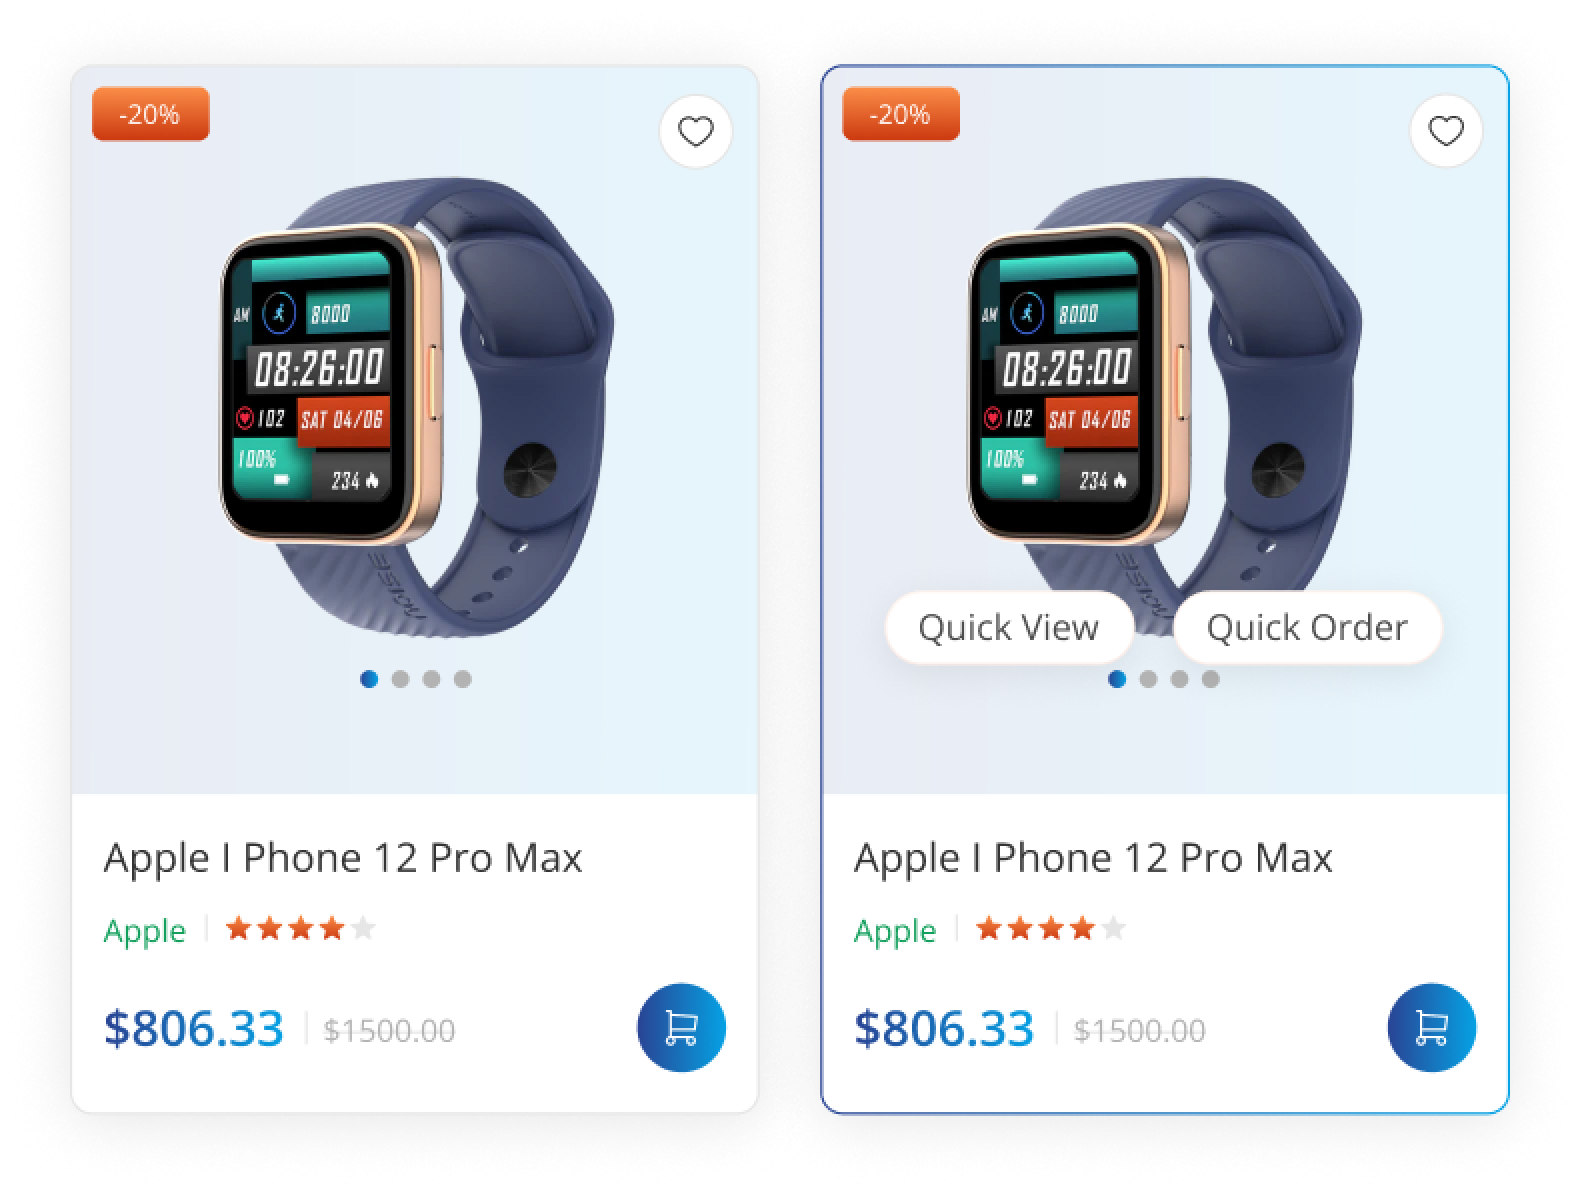 -20%
AM
8000
08:26:00
102
SAT 04/06
100%
234
NOISE
Apple I Phone 12 Pro Max
Apple
$806.33
$1500.00
-20%
AM
8000
08:26:00
102
SAT 04/06
100%
234
Quick View
Quick Order
Apple I Phone 12 Pro Max
Apple
$806.33
$1500.00